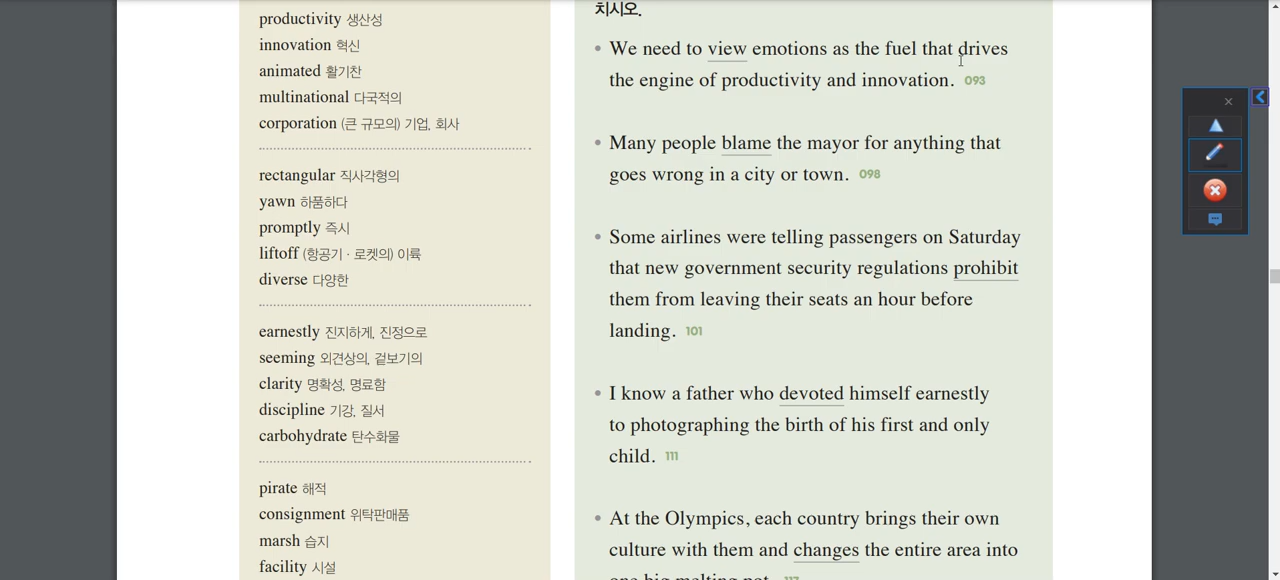 productivity 생산성
innovation 혁신
animated 활기찬
multinational 다국적의
corporation (큰 규모의) 기업, 회사
rectangular 직사각형의
yawn 하품하다
promptly 즉시
liftoff (항공기 · 로켓의) 이륙
diverse 다양한
earnestly 진지하게, 진정으로
seeming 외견상의, 겉보기의
clarity 명확성, 명료함
discipline 기강, 질서
carbohydrate 탄수화물
pirate 해적
consignment 위탁판매품
marsh 습지
facility 시설
치시오.
• We need to view emotions as the fuel that drives
the engine of productivity and innovation. 093
• Many people blame the mayor for anything that
goes wrong in a city or town. 098
• Some airlines were telling passengers on Saturday
that new government security regulations prohibit
them from leaving their seats an hour before
landing. 101
• I know a father who devoted himself earnestly
to photographing the birth of his first and only
child. 111
• At the Olympics, each country brings their own
culture with them and changes the entire area into
one big melting pot. 117